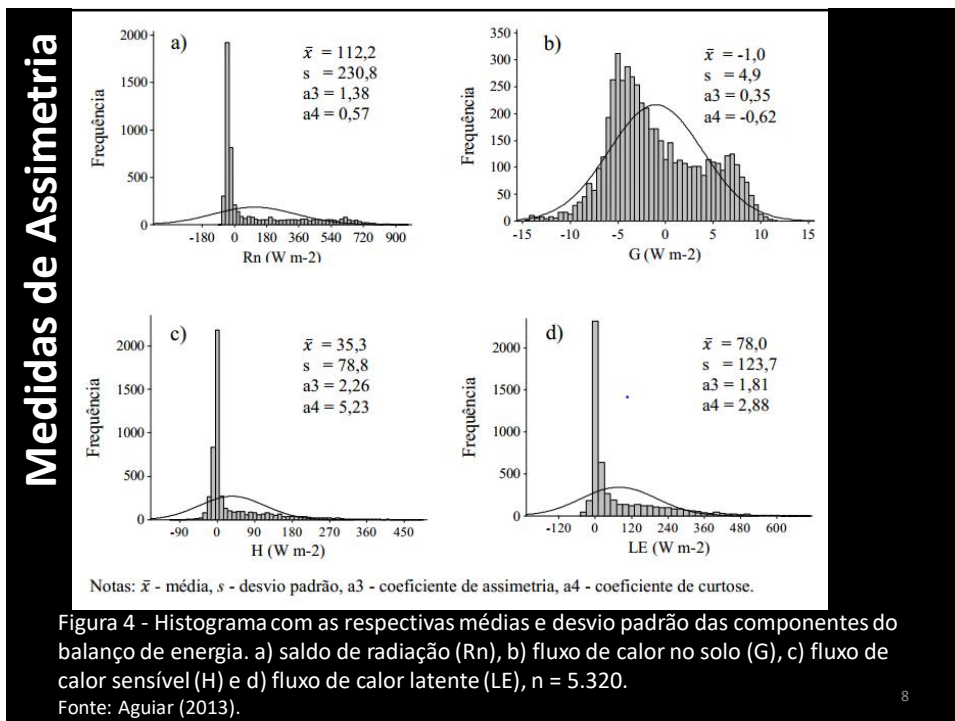 Medidas de Assimetria
a)
x̄ = 112,2
s = 230,8
a3 = 1,38
a4 = 0,57
Frequência
2000
1500
1000
500
0
-180 0 180 360 540 720 900
Rn (W m-2)
b)
x̄ = -1,0
s = 4,9
a3 = 0,35
a4 = -0,62
Frequência
350
300
250
200
150
100
50
0
-15 -10 -5 0 5 10 15
G (W m-2)
c)
x̄ = 35,3
s = 78,8
a3 = 2,26
a4 = 5,23
Frequência
2000
1500
1000
500
0
-90 0 90 180 270 360 450
H (W m-2)
d)
x̄ = 78,0
s = 123,7
a3 = 1,81
a4 = 2,88
Frequência
2000
1500
1000
500
0
-120 0 120 240 360 480 600
LE (W m-2)
Notas: x̄ - média, s - desvio padrão, a3 - coeficiente de assimetria, a4 - coeficiente de curtose.
Figura 4 - Histograma com as respectivas médias e desvio padrão das componentes do
balanço de energia. a) saldo de radiação (Rn), b) fluxo de calor no solo (G), c) fluxo de
calor sensível (H) e d) fluxo de calor latente (LE), n = 5.320.
Fonte: Aguiar (2013).
8